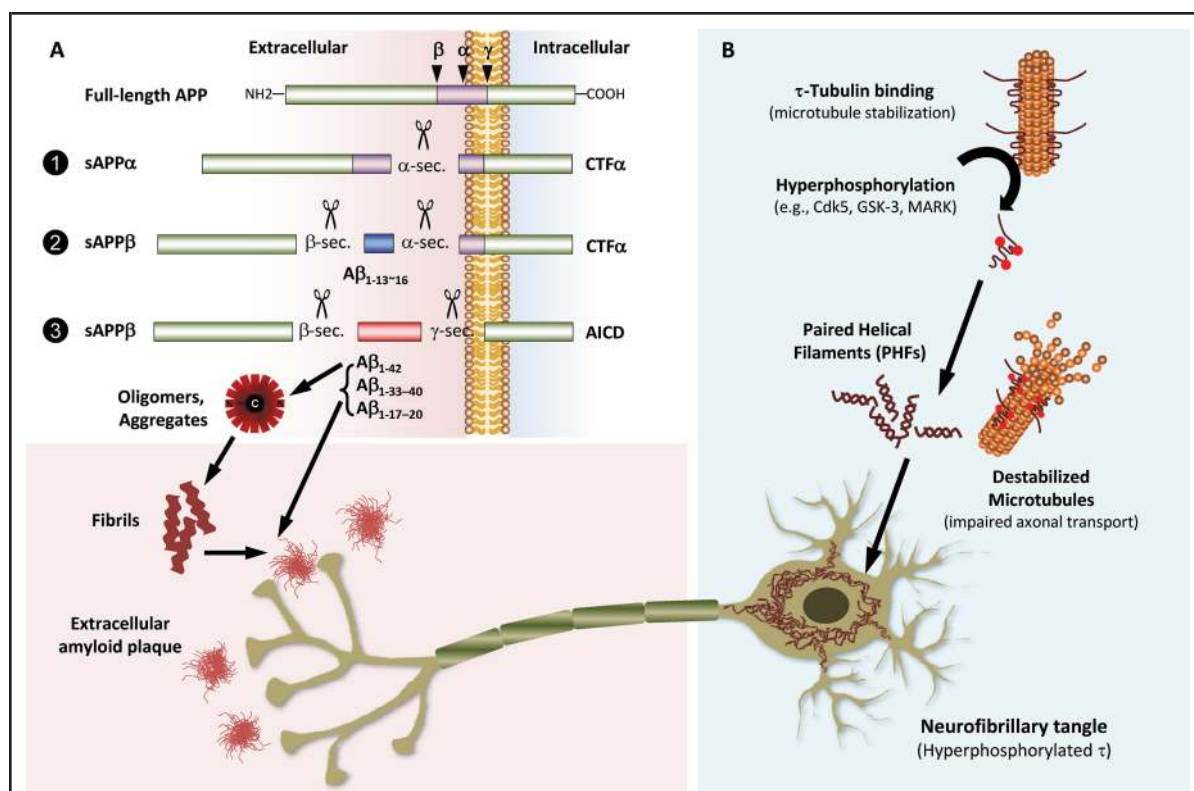 A
Extracellular
Intracellular
β α γ
Full-length APP
NH2
COOH
1 sAPPα
α-sec.
CTFα
2 sAPPβ
β-sec.
α-sec.
CTFα
Aβ1-13~16
3 sAPPβ
β-sec.
γ-sec.
AICD
Aβ1-42
Aβ1-33–40
Aβ1-17–20
Oligomers,
Aggregates
C
Fibrils
Extracellular
amyloid plaque
B
τ-Tubulin binding
(microtubule stabilization)
Hyperphosphorylation
(e.g., Cdk5, GSK-3, MARK)
Paired Helical
Filaments (PHFs)
Destabilized
Microtubules
(impaired axonal transport)
Neurofibrillary tangle
(Hyperphosphorylated τ)